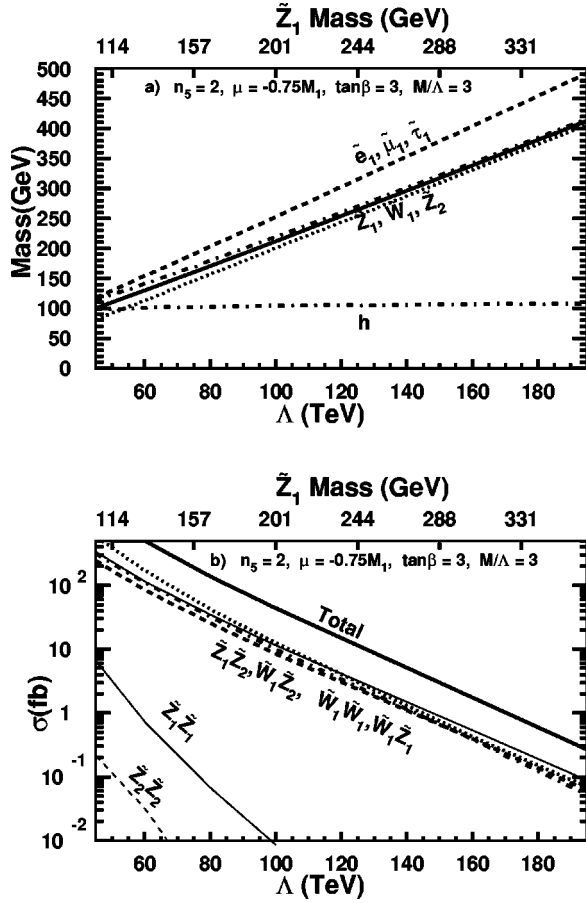 Z̃₁ Mass (GeV)
114 157 201 244 288 331
a) n₅ = 2, μ = -0.75M₁, tanβ = 3, M/Λ = 3
500
450
400
350
300
250
200
150
100
50
0
Mass(GeV)
ẽ₁, μ̃₁, τ̃₁
Z̃₁, W̃₁, Z̃₂
h
60 80 100 120 140 160 180
Λ (TeV)
Z̃₁ Mass (GeV)
114 157 201 244 288 331
b) n₅ = 2, μ = -0.75M₁, tanβ = 3, M/Λ = 3
10²
10
1
10⁻¹
10⁻²
σ(fb)
Total
Z̃₁Z̃₂, W̃₁Z̃₂, W̃₁W̃₁, W̃₁Z̃₁
Z̃₁Z̃₁
Z̃₂Z̃₂
60 80 100 120 140 160 180
Λ (TeV)